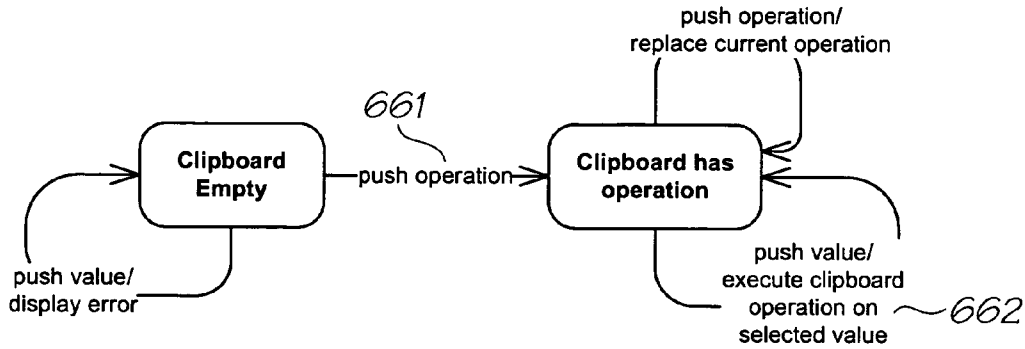 push operation/
replace current operation
661
Clipboard
Empty
push operation
Clipboard has
operation
push value/
display error
push value/
execute clipboard
operation on
selected value
662